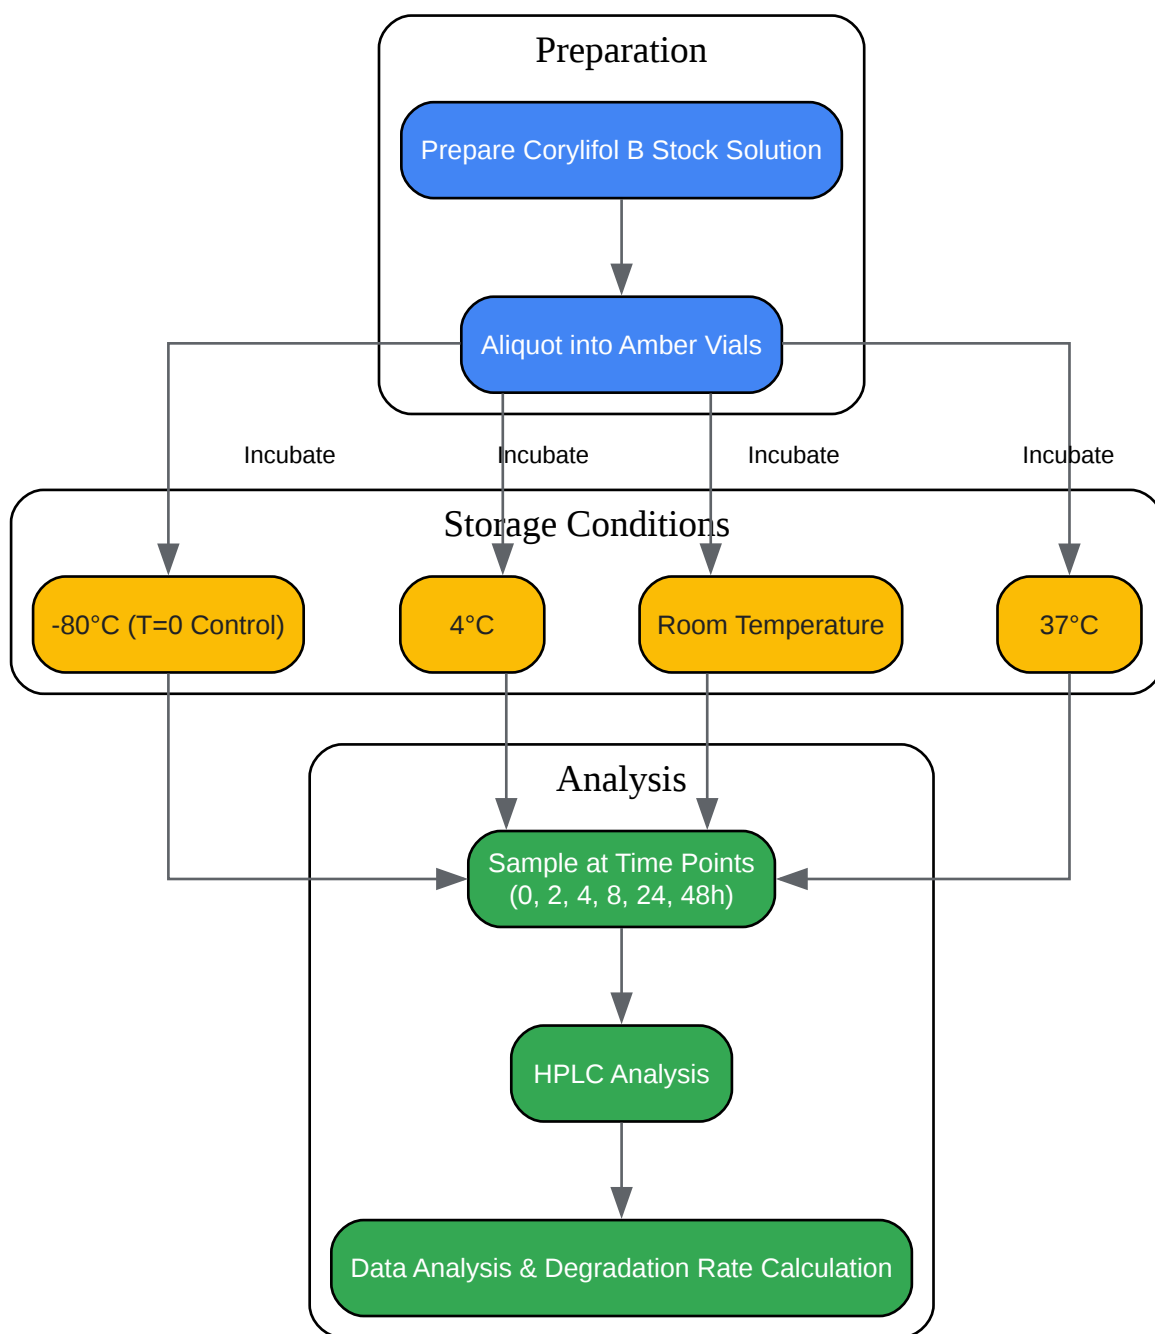 Preparation
Prepare Corylifol B Stock Solution
Aliquot into Amber Vials
Incubate
Incubate
Incubate
Incubate
Storage Conditions
-80°C (T=0 Control)
4°C
Room Temperature
37°C
Analysis
Sample at Time Points
(0, 2, 4, 8, 24, 48h)
HPLC Analysis
Data Analysis & Degradation Rate Calculation